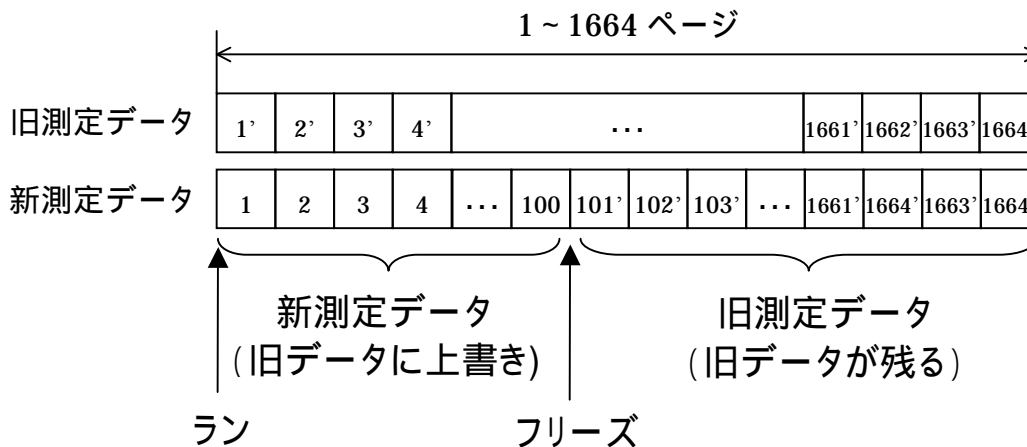 1 ~ 1664 ページ
旧測定データ 1’ 2’ 3’ 4’ ··· 1661’ 1662’ 1663’ 1664
新測定データ 1 2 3 4 ··· 100 101’ 102’ 103’ ··· 1661’ 1664’ 1663’ 1664
新測定データ 旧測定データ
(旧データに上書き) (旧データが残る)
ラン フリーズ